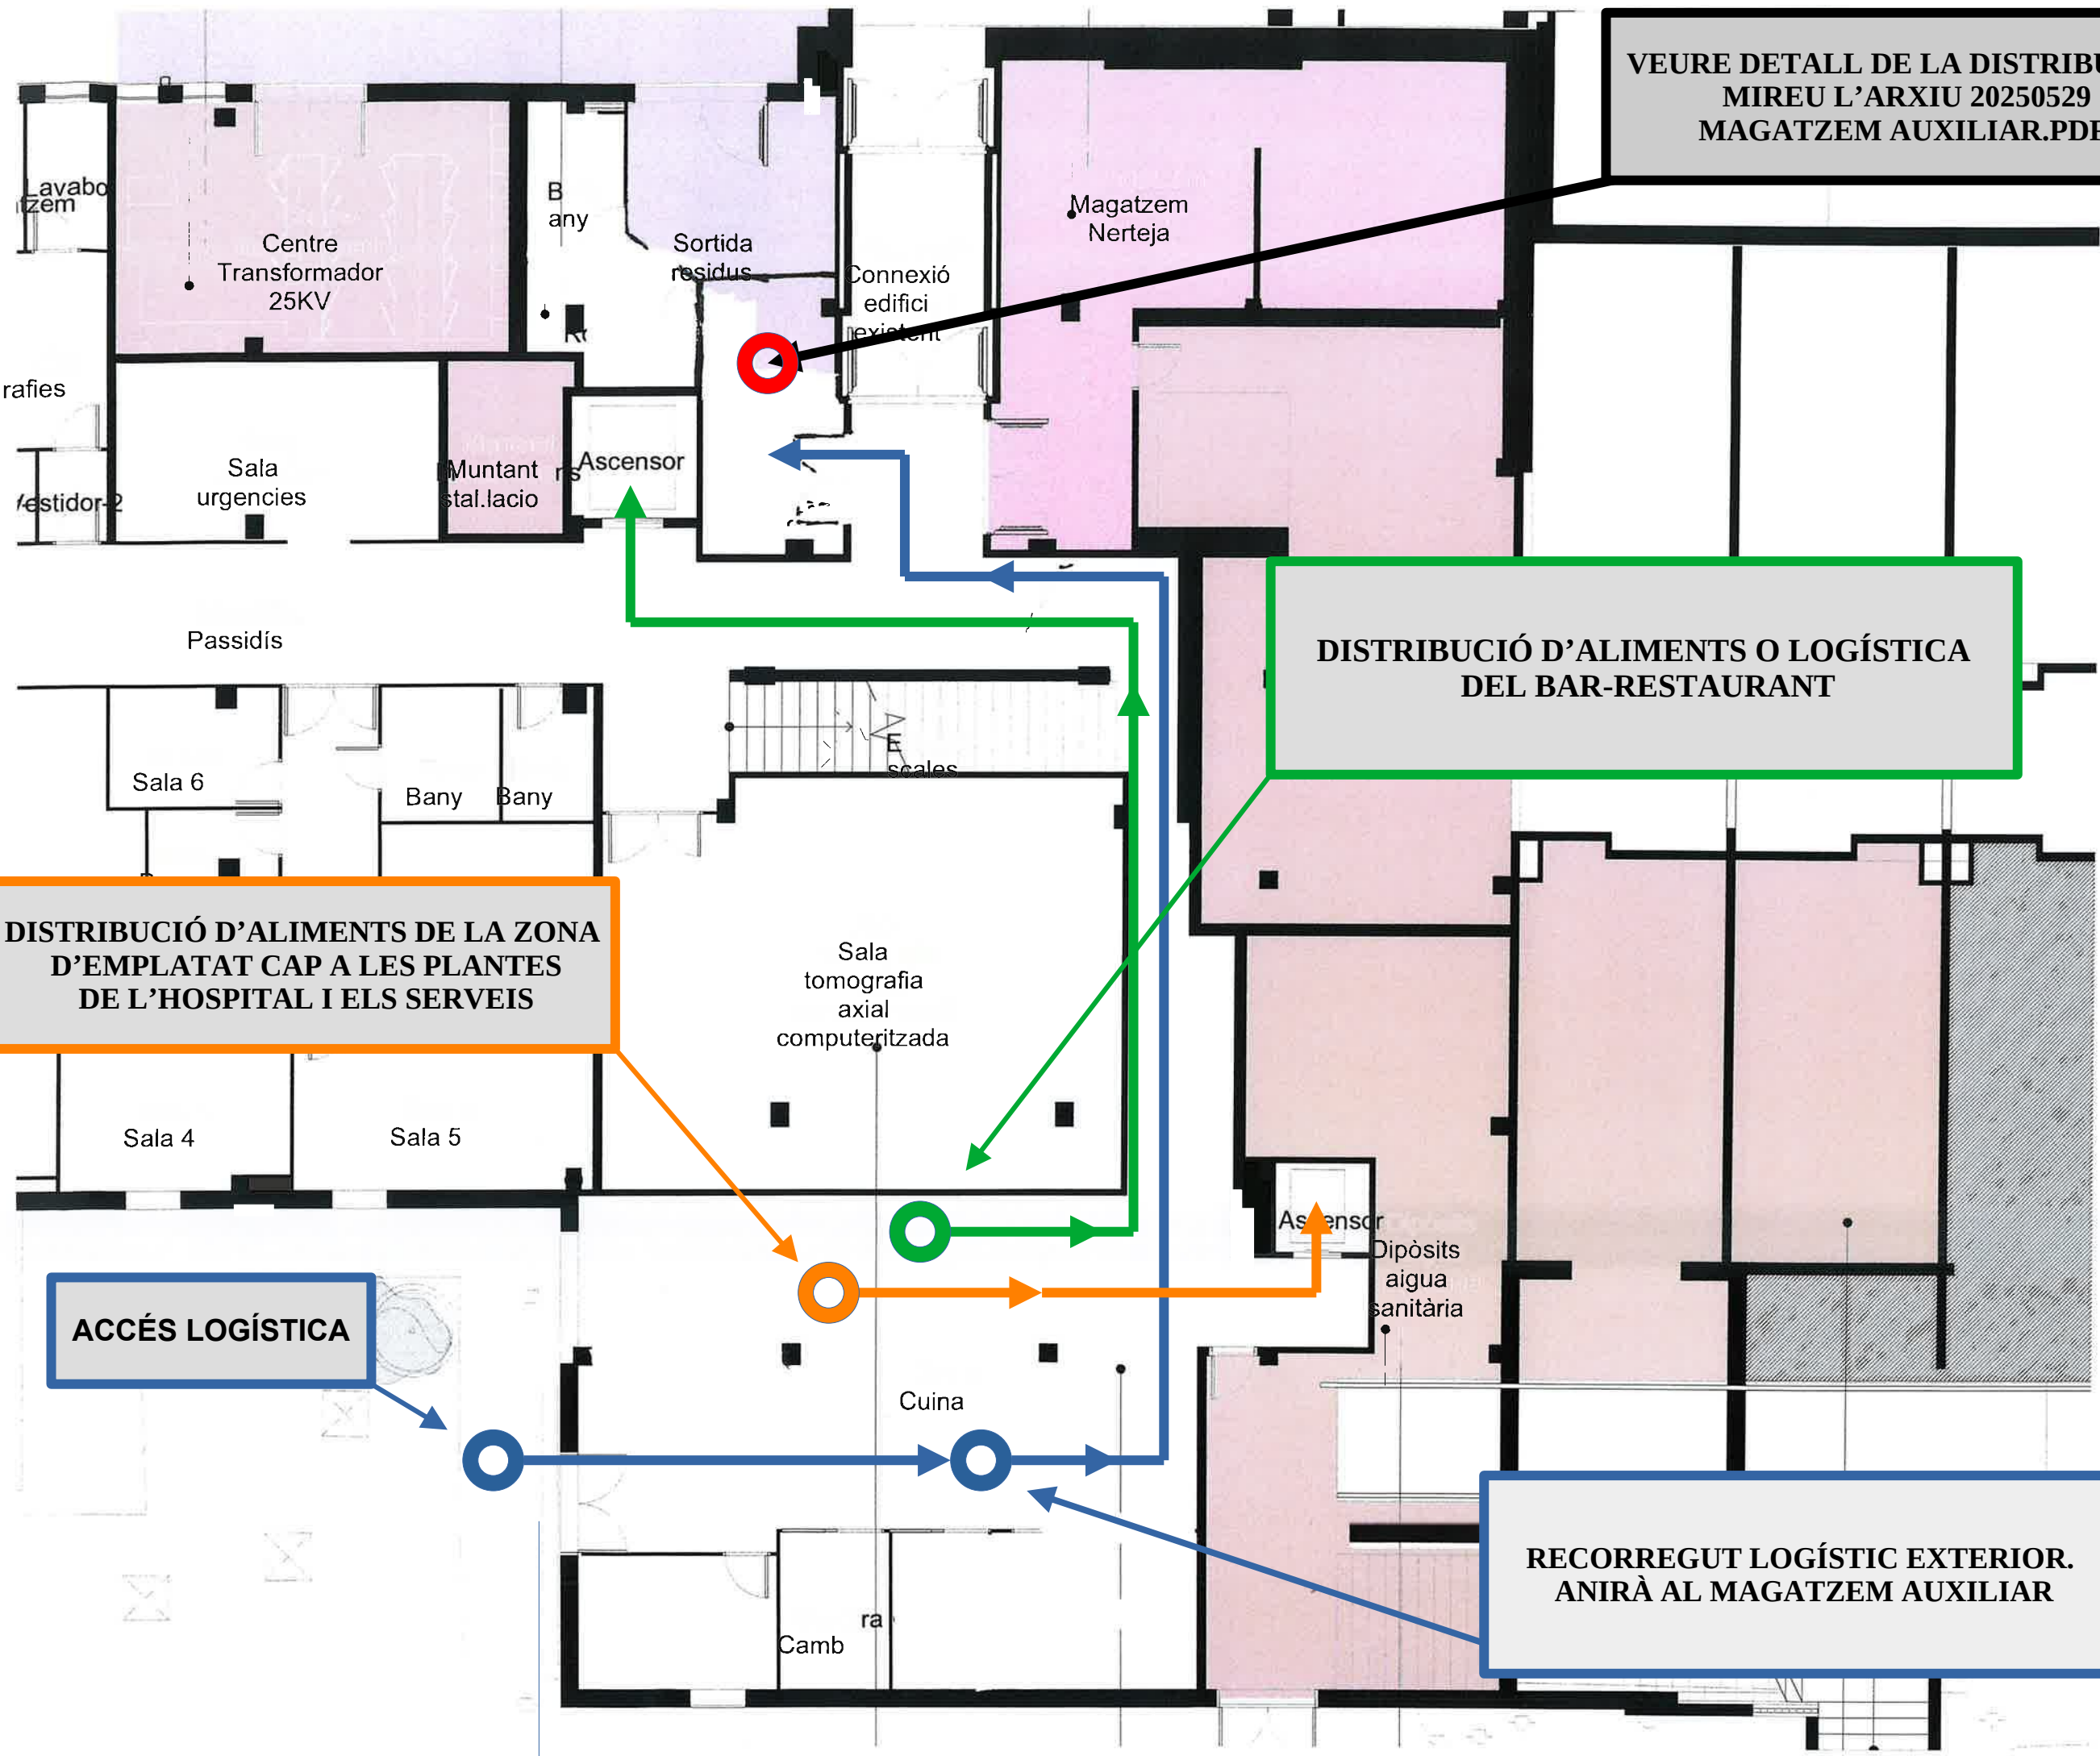 VEURE DETALL DE LA
MIREU L’ARXIU 20250529
MAGATZEM AUXILIAR.PDF
Lavabo
Centre
Transformador
25KV
B
any
Sortida
residus
Connexió
edifici
existent
Magatzem
Nerteja
rafies
Sala
urgencies
Muntant
stal.lacio
ns
Ascensor
Vestidor-2
Passidís
DISTRIBUCIÓ D’ALIMENTS O LOGÍSTICA
DEL BAR-RESTAURANT
E
scales
Sala 6
Bany
Bany
DISTRIBUCIÓ D’ALIMENTS DE LA ZONA
D’EMPLATAT CAP A LES PLANTES
DE L’HOSPITAL I ELS SERVEIS
Sala
tomografia
axial
computeritzada
Sala 4
Sala 5
Ascensor
Dipòsits
aigua
sanitària
ACCÉS LOGÍSTICA
Cuina
RECORREGUT LOGÍSTIC EXTERIOR.
ANIRÀ AL MAGATZEM AUXILIAR
Camb
ra